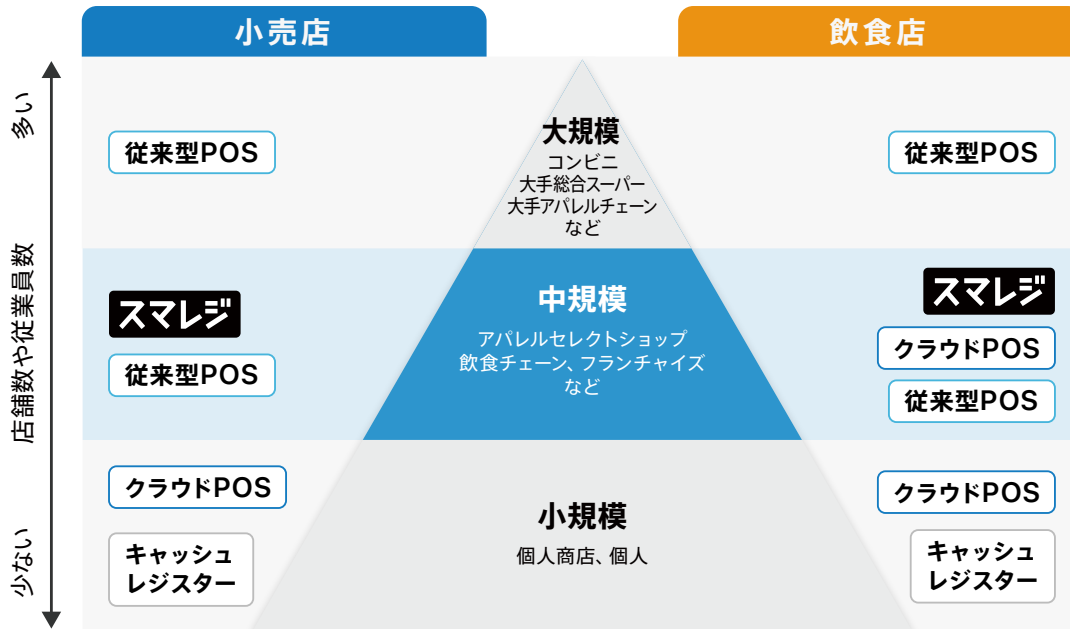 小売店
飲食店
多い
店舗数や従業員数
少ない
従来型POS
大規模
コンビニ
大手総合スーパー
大手アパレルチェーン
など
従来型POS
スマレジ
従来型POS
中規模
アパレルセレクトショップ
飲食チェーン、フランチャイズ
など
スマレジ
クラウドPOS
従来型POS
クラウドPOS
キャッシュ
レジスター
小規模
個人商店、個人
クラウドPOS
キャッシュ
レジスター